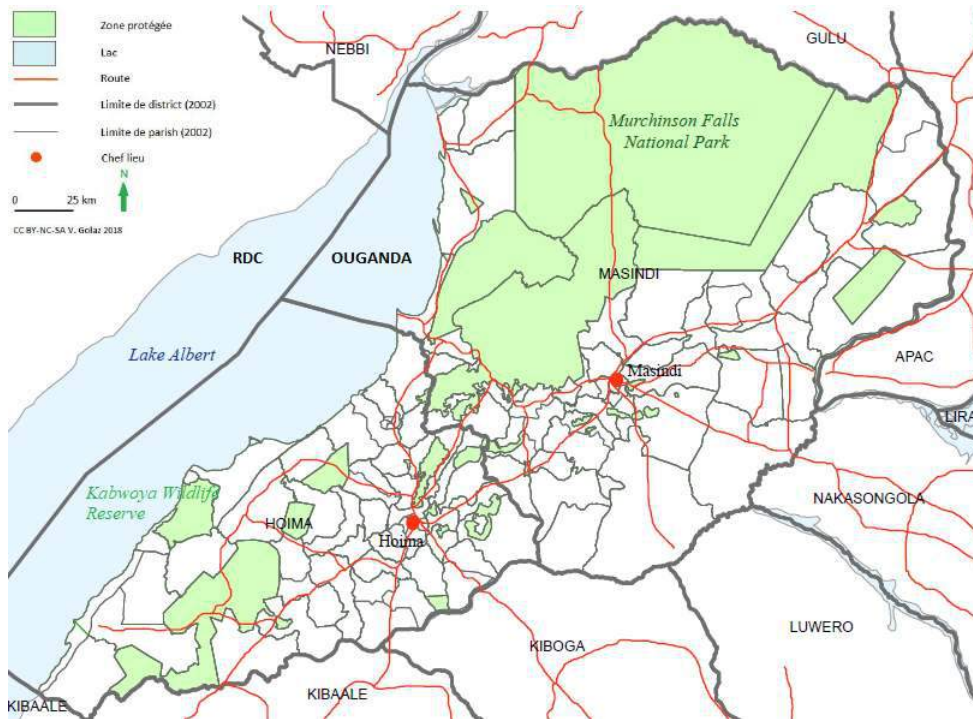 Zone protégée
Lac
Route
Limite de district (2002)
Limite de parish (2002)
Chef lieu
N
0 25 km
CC BY-NC-SA V. Golaz 2018
NEBBI
GULU
Murchinson Falls
National Park
RDC
OUGANDA
MASINDI
Lake Albert
Masindi
APAC
LIRA
Kabwoya Wildlife
Reserve
HOIMA
Hoima
NAKASONGOLA
LUWERO
KIBOGA
KIBAALE
KIBAALE